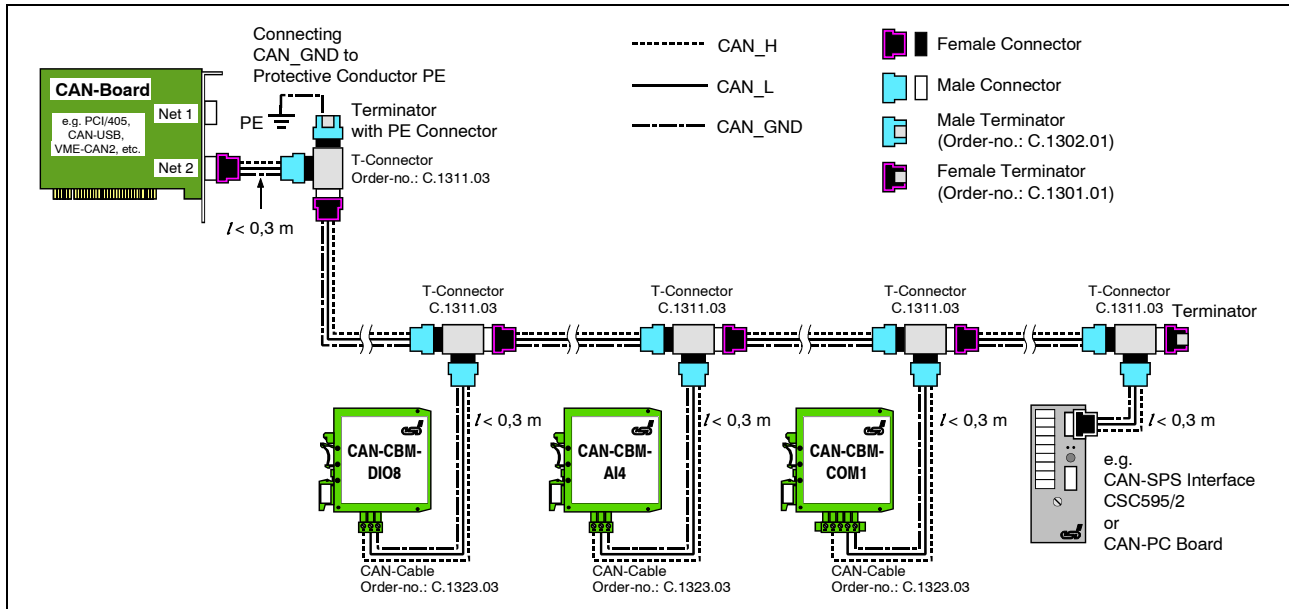 Connecting
CAN_GND to
Protective Conductor PE
CAN-Board
e.g. PCI/405,
CAN-USB,
VME-CAN2, etc.
Net 1
Net 2
PE
Terminator
with PE Connector
T-Connector
Order-no.: C.1311.03
l < 0,3 m
CAN_H
CAN_L
CAN_GND
Female Connector
Male Connector
Male Terminator
(Order-no.: C.1302.01)
Female Terminator
(Order-no.: C.1301.01)
T-Connector
C.1311.03
T-Connector
C.1311.03
T-Connector
C.1311.03
T-Connector
C.1311.03
Terminator
l < 0,3 m
l < 0,3 m
l < 0,3 m
l < 0,3 m
esd
CAN-CBM-
DIO8
esd
CAN-CBM-
AI4
esd
CAN-CBM-
COM1
e.g.
CAN-SPS Interface
CSC595/2
or
CAN-PC Board
esd
CAN-Cable
Order-no.: C.1323.03
CAN-Cable
Order-no.: C.1323.03
CAN-Cable
Order-no.: C.1323.03